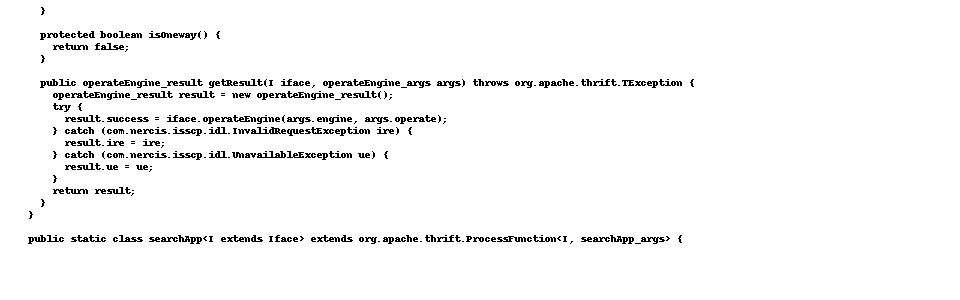 }
protected boolean isOneway() {
return false;
}
public operateEngine_result getResult(I iface, operateEngine_args args) throws org.apache.thrift.TException {
operateEngine_result result = new operateEngine_result();
try {
result.success = iface.operateEngine(args.engine, args.operate);
} catch (com.nercis.isscp.idl.InvalidRequestException ire) {
result.ire = ire;
} catch (com.nercis.isscp.idl.UnavailableException ue) {
result.ue = ue;
}
return result;
}
}
public static class searchApp<I extends Iface> extends org.apache.thrift.ProcessFunction<I, searchApp_args> {